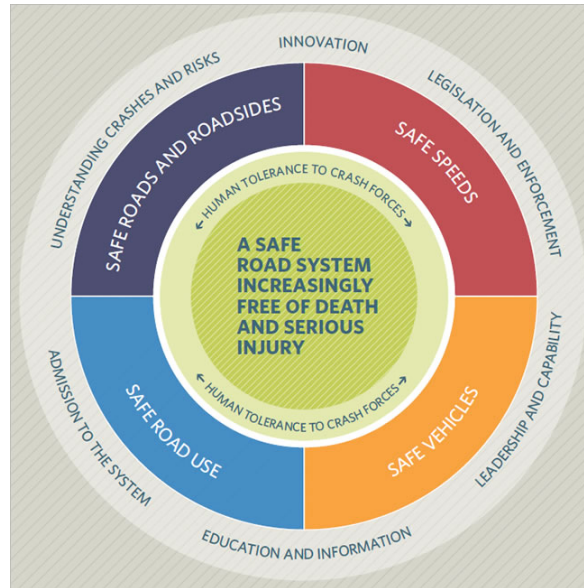 INNOVATION
UNDERSTANDING CRASHES AND RISKS
LEGISLATION AND ENFORCEMENT
SAFE ROADS AND ROADSIDES
SAFE SPEEDS
HUMAN TOLERANCE TO CRASH FORCES
A SAFE
ROAD SYSTEM
INCREASINGLY
FREE OF DEATH
AND SERIOUS
INJURY
HUMAN TOLERANCE TO CRASH FORCES
SAFE ROAD USE
SAFE VEHICLES
ADMISSION TO THE SYSTEM
LEADERSHIP AND CAPABILITY
EDUCATION AND INFORMATION